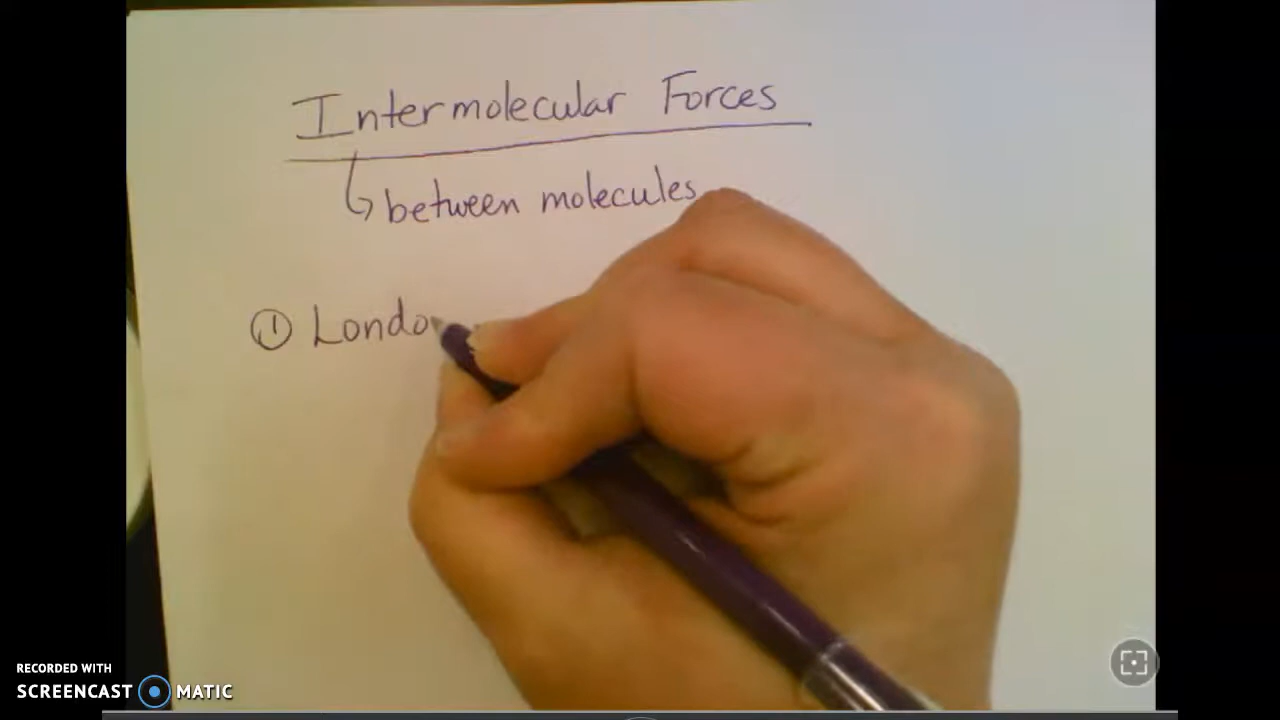 Intermolecular Forces
between molecules
① Londo
RECORDED WITH
SCREENCAST MATIC